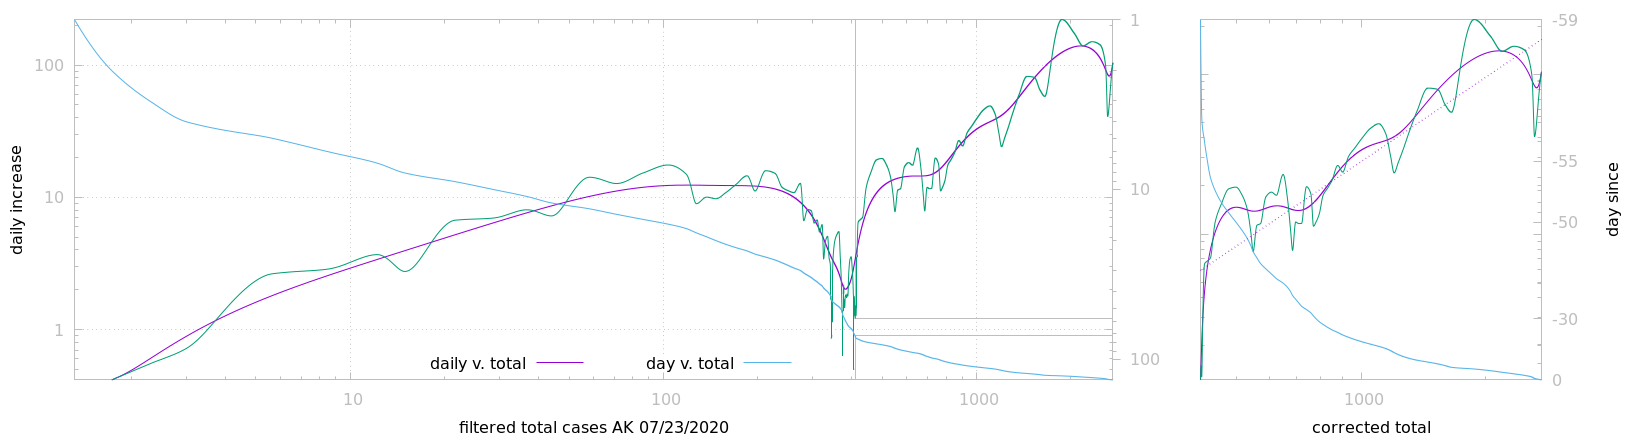 1
-59
100
daily increase
10
10
-55
-50
day since
1
-30
daily v. total
day v. total
100
0
10
100
1000
1000
filtered total cases AK 07/23/2020
corrected total